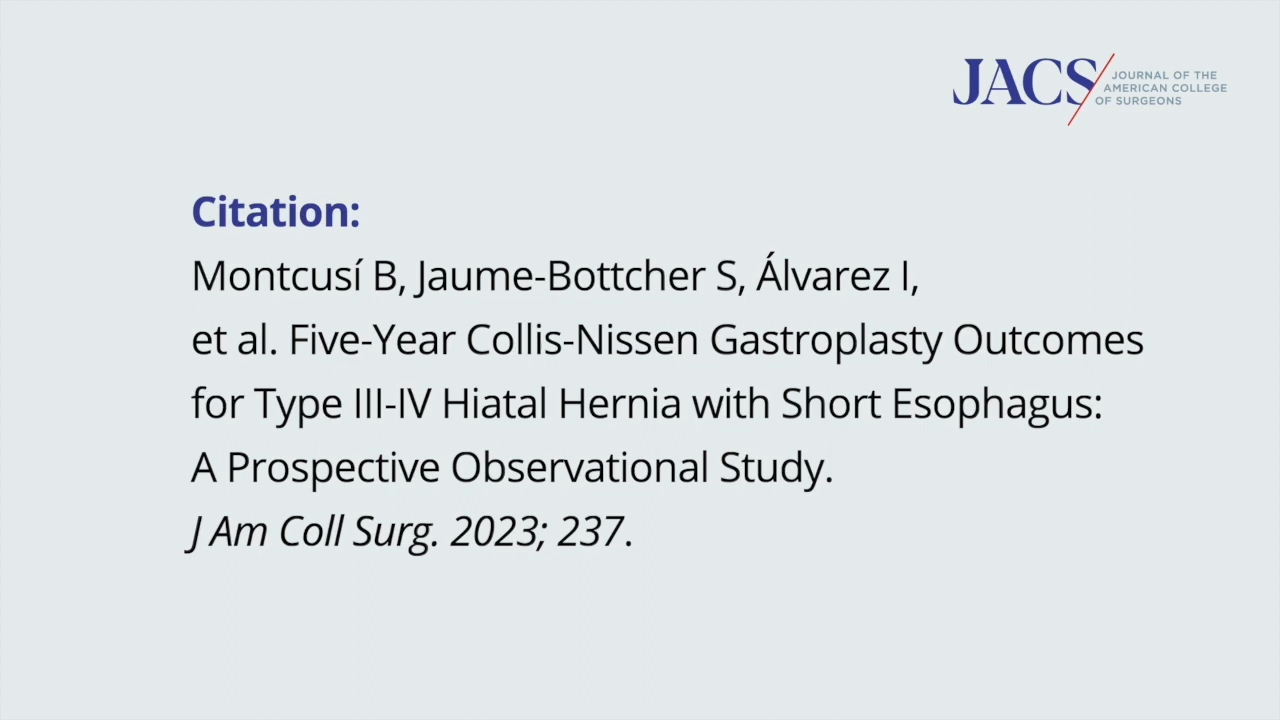 JACS
JOURNAL OF THE
AMERICAN COLLEGE
OF SURGEONS
Citation:
Montcusí B, Jaume-Bottcher S, Álvarez I,
et al. Five-Year Collis-Nissen Gastroplasty Outcomes
for Type III-IV Hiatal Hernia with Short Esophagus:
A Prospective Observational Study.
J Am Coll Surg. 2023; 237.